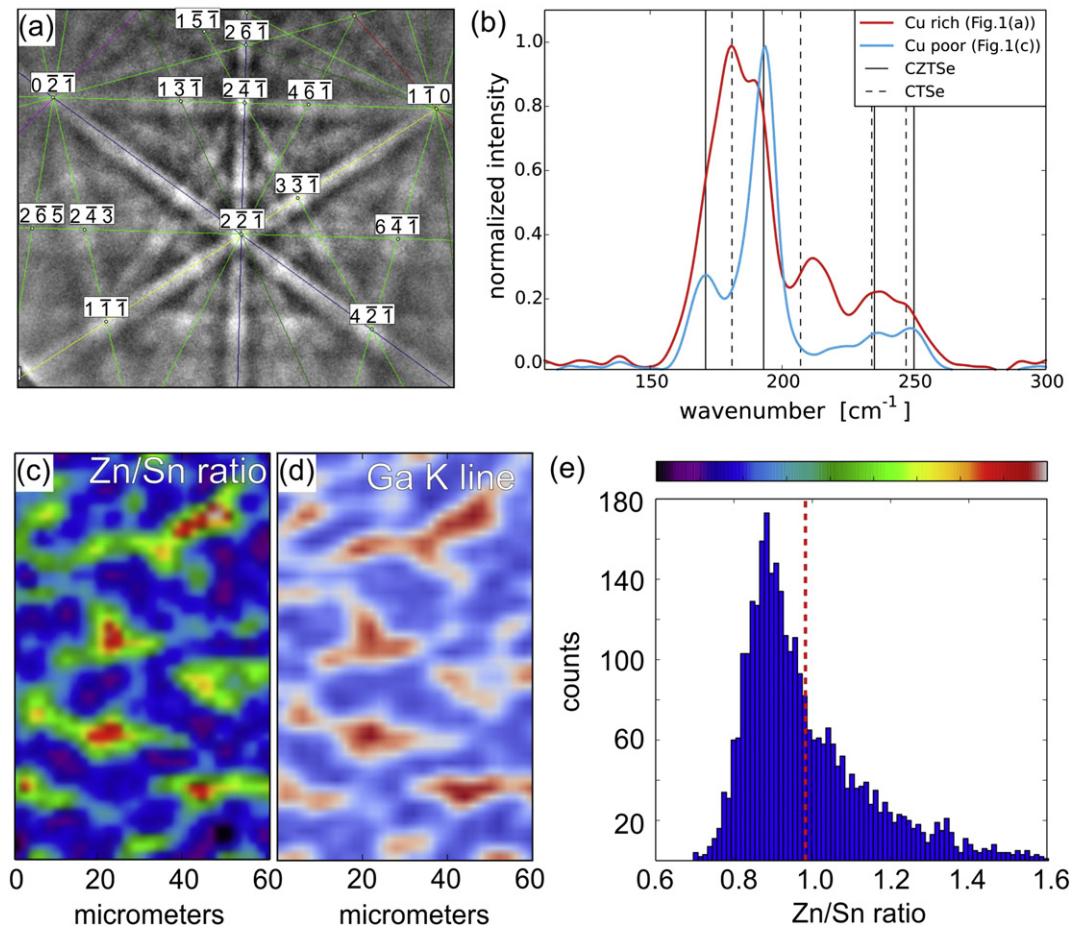 (a)
1 5̅ 1̅
2 6̅ 1̅
0 2̅ 1̅
1 3̅ 1̅
2 4̅ 1̅
4 6̅ 1̅
1 1̅ 0
3 3̅ 1̅
2 6̅ 5̅
2 4̅ 3̅
2 2̅ 1̅
6 4̅ 1̅
1 1̅ 1̅
4 2̅ 1̅
(b)
Cu rich (Fig.1(a))
Cu poor (Fig.1(c))
CZTSe
CTSe
normalized intensity
1.0
0.8
0.6
0.4
0.2
0.0
150 200 250 300
wavenumber [cm⁻¹]
(c) Zn/Sn ratio
0 20 40 60
micrometers
(d) Ga K line
0 20 40 60
micrometers
(e)
counts
180
140
100
60
20
0.6 0.8 1.0 1.2 1.4 1.6
Zn/Sn ratio